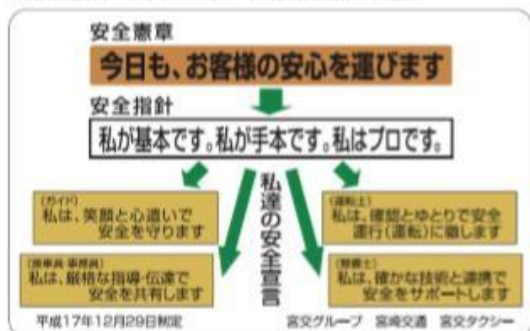 安全憲章
今日も、お客様の安心を運びます
安全指針
私が基本です。私が手本です。私はプロです。
私達の安全宣言
(ガイド)
私は、笑顔と心遣いで
安全を守ります
(運転士)
私は、確認とゆとりで安全
運行(運転)に徹します
私は、厳格な指導・伝達で
安全を共有します
(整備士)
私は、確かな技術と連携で
安全をサポートします
平成17年12月29日制定
宮交グループ 宮崎交通 宮交タクシー